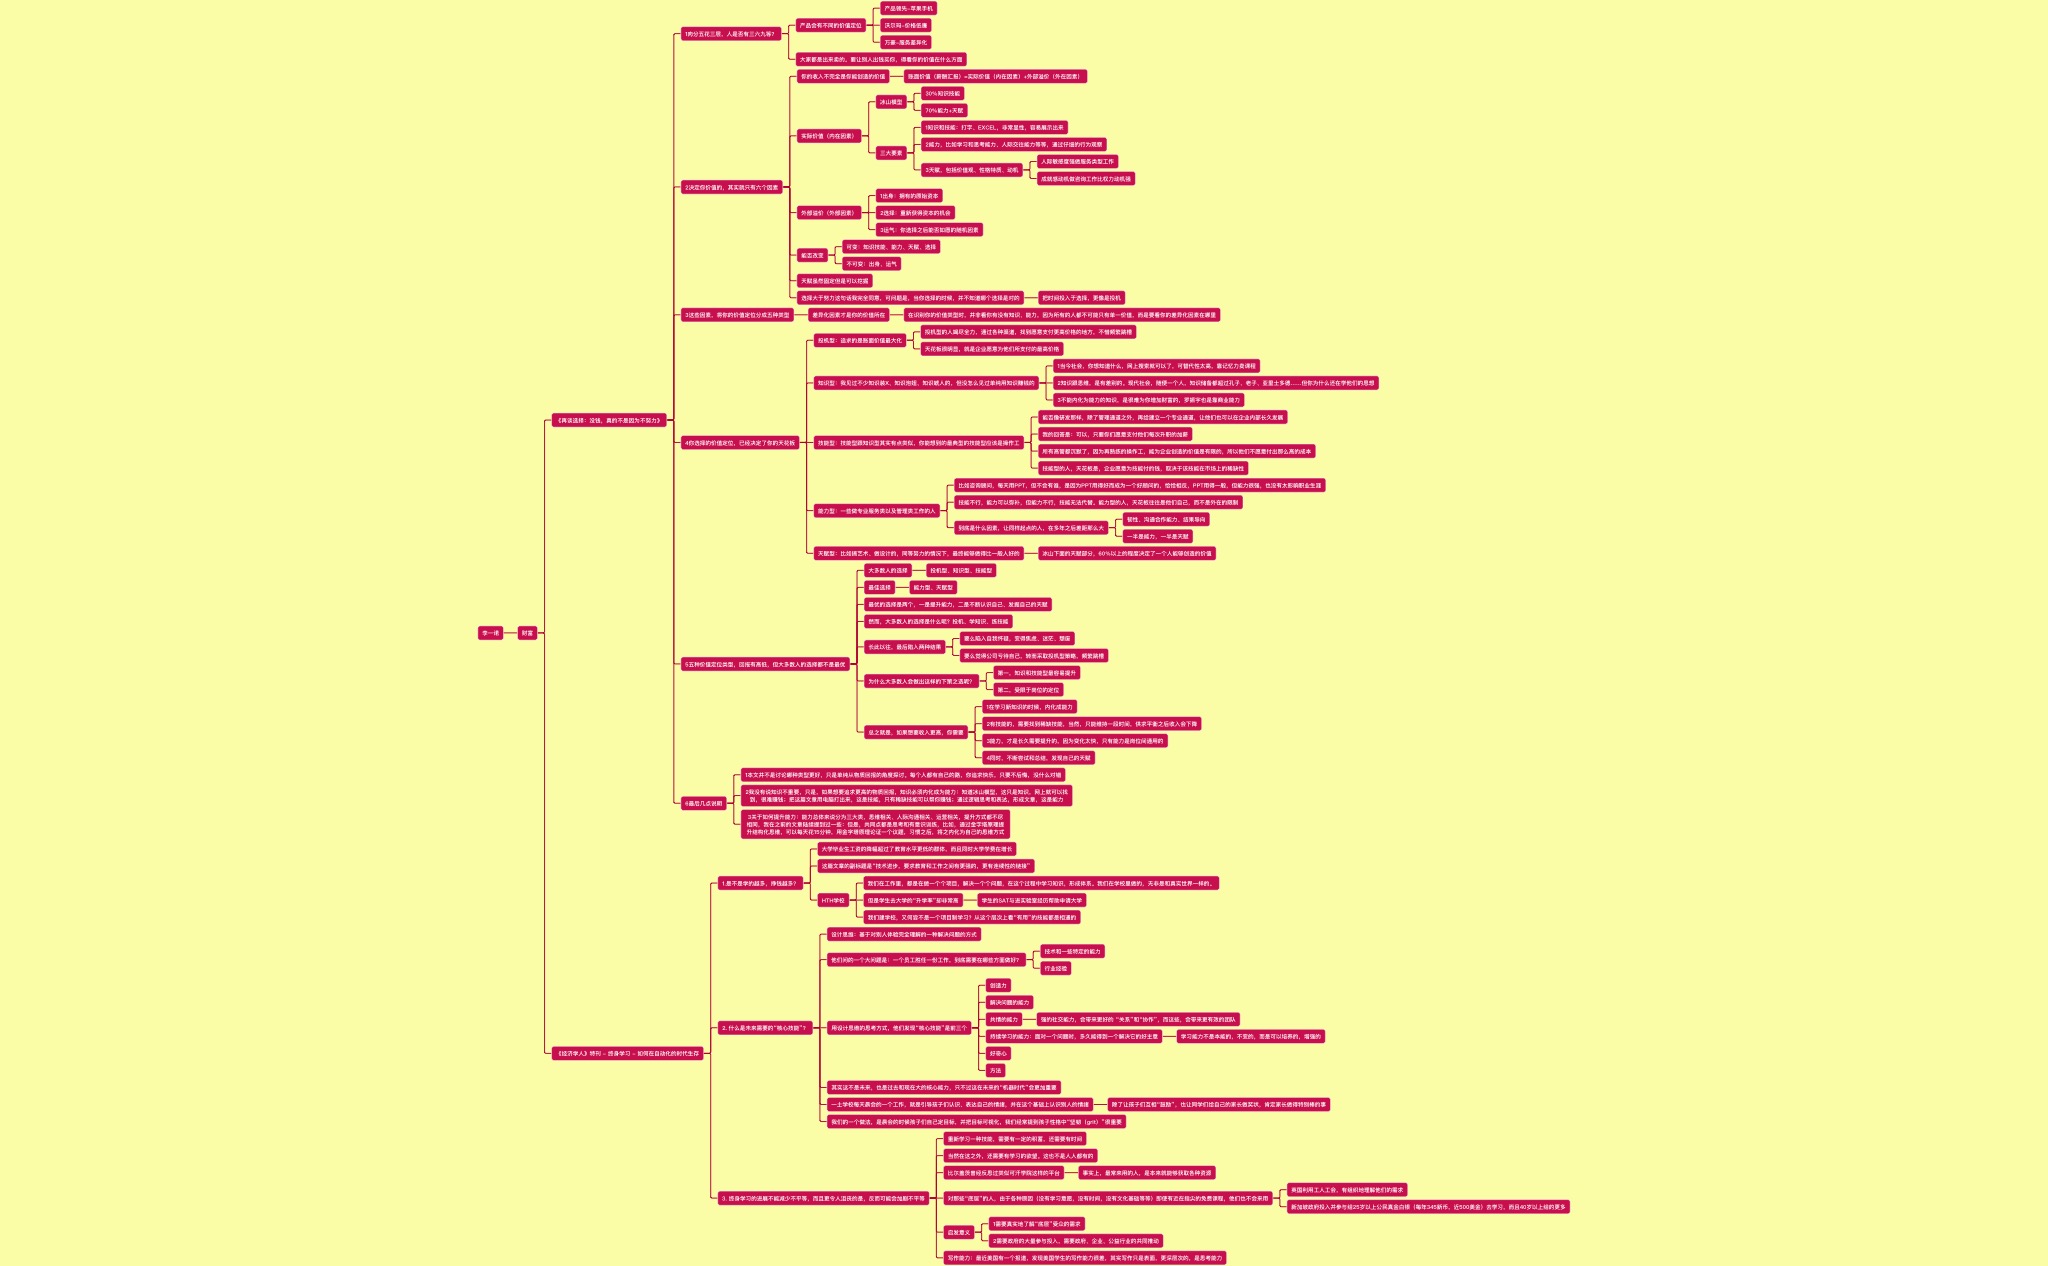 李一诺
财富
《再谈选择：没钱，真的不是因为不努力》
1肉分五花三层，人是否有三六九等？
产品会有不同的价值定位
产品领先-苹果手机
沃尔玛-价格低廉
万豪-服务差异化
大家都是出来卖的，要让别人出钱买你，得看你的价值在什么方面
2决定你价值的，其实就只有六个因素
你的收入不完全是你能创造的价值
账面价值（薪酬汇报）=实际价值（内在因素）+外部溢价（外在因素）
实际价值（内在因素）
冰山模型
30%知识技能
70%能力+天赋
三大要素
1知识和技能：打字、EXCEL，非常显性，容易展示出来
2能力，比如学习和思考能力、人际交往能力等等，通过仔细的行为观察
3天赋，包括价值观、性格特质、动机
人际敏感度强做服务类型工作
成就感动机做咨询工作比权力动机强
外部溢价（外部因素）
1出身：拥有的原始资本
2选择：重新获得资本的机会
3运气：你选择之后能否如愿的随机因素
能否改变
可变：知识技能、能力、天赋、选择
不可变：出身、运气
天赋虽然固定但是可以挖掘
选择大于努力这句话我完全同意，可问题是，当你选择的时候，并不知道哪个选择是对的
把时间投入于选择，更像是投机
3这些因素，将你的价值定位分成五种类型
差异化因素才是你的价值所在
在识别你的价值类型时，并非看你有没有知识、能力，因为所有的人都不可能只有单一价值，而是要看你的差异化因素在哪里
4你选择的价值定位，已经决定了你的天花板
投机型：追求的是账面价值最大化
投机型的人竭尽全力，通过各种渠道，找到愿意支付更高价格的地方，不惜频繁跳槽
天花板很明显，就是企业愿意为他们所支付的最高价格
知识型：我见过不少知识装X、知识泡妞、知识唬人的，但没怎么见过单纯用知识赚钱的
1当今社会，你想知道什么，网上搜索就可以了，可替代性太高，靠记忆力卖课程
2知识跟思维，是有差别的，现代社会，随便一个人，知识储备都超过孔子、老子、亚里士多德……但你为什么还在学他们的思想
3不能内化为能力的知识，是很难为你增加财富的，罗振宇也是靠商业能力
技能型：技能型跟知识型其实有点类似，你能想到的最典型的技能型应该是操作工
能否像研发那样，除了管理通道之外，再给建立一个专业通道，让他们也可以在企业内部长久发展
我的回答是：可以，只要你们愿意支付他们每次升职的加薪
所有高管都沉默了，因为再熟练的操作工，能为企业创造的价值是有限的，所以他们不愿意付出那么高的成本
技能型的人，天花板是，企业愿意为技能付的钱，取决于该技能在市场上的稀缺性
能力型：一些做专业服务类以及管理类工作的人
比如咨询顾问，每天用PPT，但不会有谁，是因为PPT用得好而成为一个好顾问的，恰恰相反，PPT用得一般，但能力很强，也没有太影响职业生涯
技能不行，能力可以弥补，但能力不行，技能无法代替，能力型的人，天花板往往是他们自己，而不是外在的限制
到底是什么因素，让同样起点的人，在多年之后差距那么大
韧性、沟通合作能力、结果导向
一半是能力，一半是天赋
天赋型：比如搞艺术、做设计的，同等努力的情况下，最终能够做得比一般人好的
冰山下面的天赋部分，60%以上的程度决定了一个人能够创造的价值
5五种价值定位类型，回报有高低，但大多数人的选择都不是最优
大多数人的选择
投机型、知识型、技能型
最佳选择
能力型、天赋型
最优的选择是两个，一是提升能力，二是不断认识自己、发掘自己的天赋
然而，大多数人的选择是什么呢？投机、学知识、练技能
长此以往，最后陷入两种结果
要么陷入自我怀疑，变得焦虑、迷茫、颓废
要么觉得公司亏待自己，转而采取投机型策略，频繁跳槽
为什么大多数人会做出这样的下策之选呢？
第一，知识和技能型最容易提升
第二，受限于岗位的定位
总之就是，如果想要收入更高，你需要
1在学习新知识的时候，内化成能力
2有技能的，需要找到稀缺技能，当然，只能维持一段时间，供求平衡之后收入会下降
3能力，才是长久需要提升的，因为变化太快，只有能力是岗位间通用的
4同时，不断尝试和总结，发现自己的天赋
6最后几点说明
1本文并不是讨论哪种类型更好，只是单纯从物质回报的角度探讨，每个人都有自己的路，你追求快乐，只要不后悔，没什么对错
2我没有说知识不重要，只是，如果想要追求更高的物质回报，知识必须内化成为能力：知道冰山模型，这只是知识，网上就可以找
到，很难赚钱；把这篇文章用电脑打出来，这是技能，只有稀缺技能可以帮你赚钱；通过逻辑思考和表达，形成文章，这是能力
3关于如何提升能力：能力总体来说分为三大类，思维相关、人际沟通相关、运营相关，提升方式都不尽
相同，我在之前的文章陆续提到过一些；但是，共同点都是思考和有意识训练，比如，通过金字塔原理提
升结构化思维，可以每天花15分钟，用金字塔原理论证一个议题，习惯之后，将之内化为自己的思维方式
《经济学人》特刊 - 终身学习 - 如何在自动化的时代生存
1.是不是学的越多，挣钱越多？
大学毕业生工资的降幅超过了教育水平更低的群体，而且同时大学学费在增长
这篇文章的副标题是“技术进步，要求教育和工作之间有更强的、更有连续性的链接”
HTH学校
我们在工作里，都是在做一个个项目，解决一个个问题，在这个过程中学习知识，形成体系。我们在学校里做的，无非是和真实世界一样的。
但是学生去大学的“升学率”却非常高
学生的SAT与进实验室经历帮助申请大学
我们建学校，又何尝不是一个项目制学习？从这个层次上看“有用”的技能都是相通的
2. 什么是未来需要的“核心技能”？
设计思维：基于对别人体验完全理解的一种解决问题的方式
他们问的一个大问题是：一个员工胜任一份工作，到底需要在哪些方面做好？
技术和一些特定的能力
行业经验
用设计思维的思考方式，他们发现“核心技能”是前三个
创造力
解决问题的能力
共情的能力
强的社交能力，会带来更好的 “关系”和“协作”，而这些，会带来更有效的团队
持续学习的能力：面对一个问题时，多久能得到一个解决它的好主意
学习能力不是本能的，不变的，而是可以培养的，增强的
好奇心
方法
其实这不是未来，也是过去和现在大的核心能力，只不过这在未来的“机器时代”会更加重要
一土学校每天晨会的一个工作，就是引导孩子们认识、表达自己的情绪，并在这个基础上认识别人的情绪
除了让孩子们互相“鼓励”，也让同学们给自己的家长做奖状，肯定家长做得特别棒的事
我们的一个做法，是晨会的时候孩子们自己定目标，并把目标可视化，我们经常提到孩子性格中“坚韧（grit）”很重要
3. 终身学习的进展不能减少不平等，而且更令人沮丧的是，反而可能会加剧不平等
重新学习一种技能，需要有一定的积蓄，还需要有时间
当然在这之外，还需要有学习的欲望，这也不是人人都有的
比尔盖茨曾经反思过类似可汗学院这样的平台
事实上，最常来用的人，是本来就能够获取各种资源
对那些“底层”的人，由于各种原因（没有学习意愿，没有时间，没有文化基础等等）即使有近在指尖的免费课程，他们也不会采用
英国利用工人工会，有组织地理解他们的需求
新加坡政府投入并参与给25岁以上公民真金白银（每年345新币，近500美金）去学习，而且40岁以上给的更多
启发意义
1需要真实地了解“底层”受众的需求
2需要政府的大量参与投入，需要政府、企业、公益行业的共同推动
写作能力：最近美国有一个报道，发现美国学生的写作能力很差，其实写作只是表面，更深层次的，是思考能力